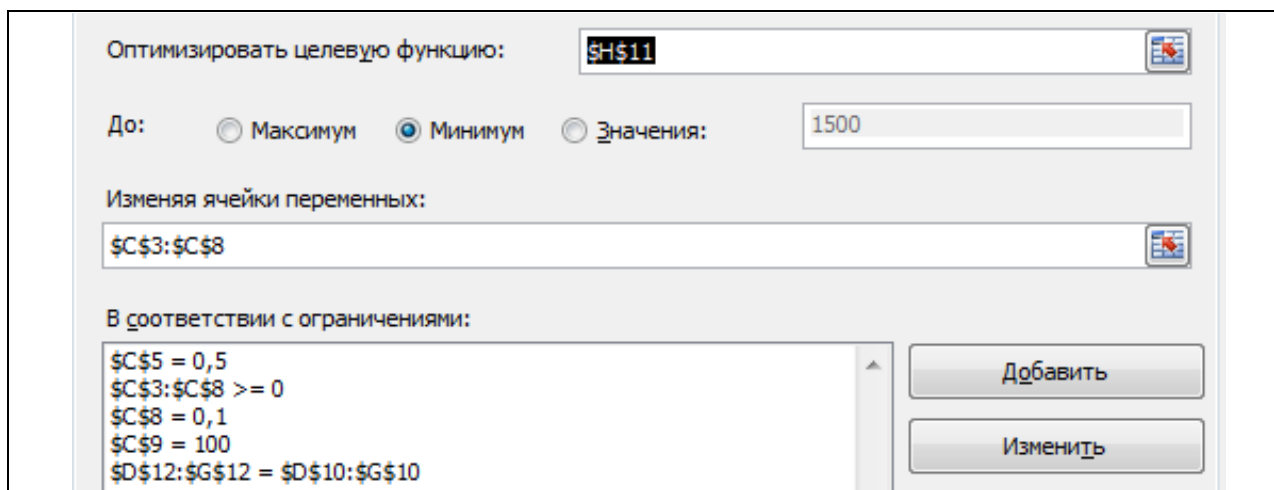 Оптимизировать целевую функцию: $H$11
До: Максимум Минимум Значения: 1500
Изменяя ячейки переменных:
$C$3:$C$8
В соответствии с ограничениями:
$C$5 = 0,5
$C$3:$C$8 >= 0
$C$8 = 0,1
$C$9 = 100
$D$12:$G$12 = $D$10:$G$10
Добавить
Изменить